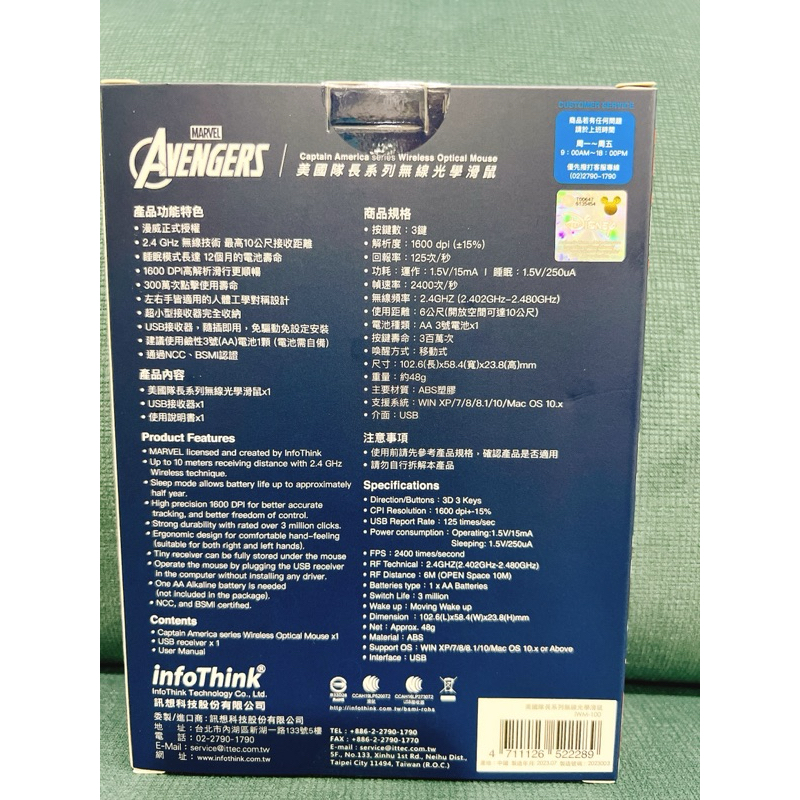 MARVEL
AVENGERS
Captain America series Wireless Optical Mouse
美國隊長系列無線光學滑鼠
CUSTOMER SERVICE
商品若有任何問題
請於上班時間
周一~周五
9:00AM~18:00PM
優先撥打客服專線
(02)2790-1790
產品功能特色
・漫威正式授權
・2.4 GHz 無線技術 最高10公尺接收距離
・睡眠模式長達 12個月的電池壽命
・1600 DPI高解析滑行更順暢
・300萬次點擊使用壽命
・左右手皆適用的人體工學對稱設計
・超小型接收器完全收納
・USB接收器,隨插即用,免驅動免設定安裝
・建議使用鹼性3號(AA)電池1顆 (電池需自備)
・通過NCC、BSMI認證
產品內容
・美國隊長系列無線光學滑鼠x1
・USB接收器x1
・使用說明書x1
Product Features
・MARVEL licensed and created by InfoThink
・Up to 10 meters receiving distance with 2.4 GHz
Wireless technique.
・Sleep mode allows battery life up to approximately
half year.
・High precision 1600 DPI for better accurate
tracking, and better freedom of control.
・Strong durability with rated over 3 million clicks.
・Ergonomic design for comfortable hand-feeling
(suitable for both right and left hands).
・Tiny receiver can be fully stored under the mouse
・Operate the mouse by plugging the USB receiver
in the computer without installing any driver.
・One AA Alkaline battery is needed
(not included in the package).
・NCC, and BSMI certified.
Contents
・Captain America series Wireless Optical Mouse x1
・USB receiver x 1
・User Manual
商品規格
・按鍵數:3鍵
・解析度:1600 dpi (±15%)
・回報率:125次/秒
・功耗:運作:1.5V/15mA | 睡眠:1.5V/250uA
・幀速率:2400次/秒
・無線頻率:2.4GHZ (2.402GHz-2.480GHz)
・使用距離:6公尺(開放空間可達10公尺)
・電池種類:AA 3號電池x1
・按鍵壽命:3百萬次
・喚醒方式:移動式
・尺寸:102.6(長)x58.4(寬)x23.8(高)mm
・重量:約48g
・主要材質:ABS塑膠
・支援系統:WIN XP/7/8/8.1/10/Mac OS 10.x
・介面:USB
注意事項
・使用前請先參考產品規格,確認產品是否適用
・請勿自行拆解本產品
Specifications
・Direction/Buttons:3D 3 Keys
・CPI Resolution:1600 dpi+-15%
・USB Report Rate:125 times/sec
・Power consumption:Operating:1.5V/15mA
Sleeping: 1.5V/250uA
・FPS:2400 times/second
・RF Technical:2.4GHZ(2.402GHz-2.480GHz)
・RF Distance:6M (OPEN Space 10M)
・Batteries type:1 x AA Batteries
・Switch Life:3 million
・Wake up:Moving Wake up
・Dimension :102.6(L)x58.4(W)x23.8(H)mm
・Net:Approx. 48g
・Material:ABS
・Support OS:WIN XP/7/8/8.1/10/Mac OS 10.x or Above
・Interface:USB
infoThink®
InfoThink Technology Co., Ltd.
訊想科技股份有限公司
委製/進口商:訊想科技股份有限公司
地 址:台北市內湖區新湖一路133號5樓
電 話:02-2790-1790
E-Mail:service@ittec.com.tw
網 址:www.infothink.com.tw
http://infothink.com.tw/bsmi-rohs
TEL:+886-2-2790-1790
FAX:+886-2-2790-1770
E-mail:service@ittec.com.tw
5F., No.133, Xinhu 1st Rd., Neihu Dist.,
Taipei City 11494, Taiwan (R.O.C.)
美國隊長系列無線光學滑鼠
4 711126 522289